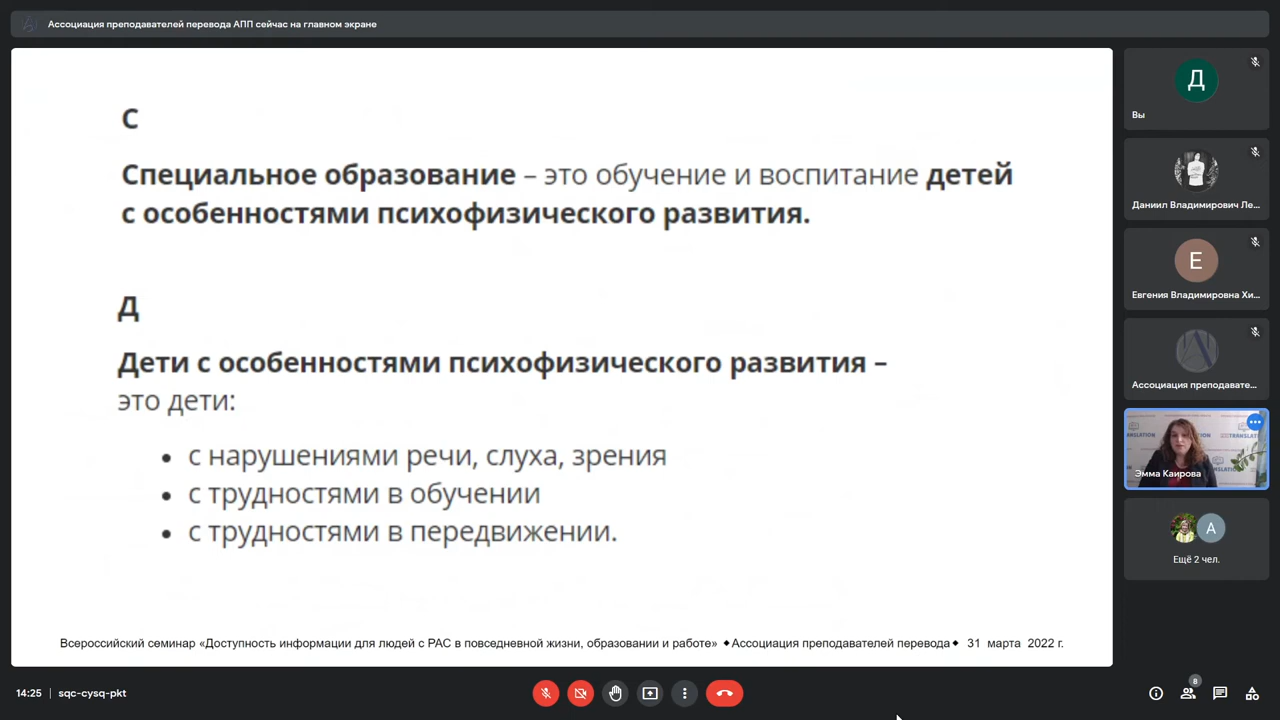 Ассоциация преподавателей перевода АПП сейчас на главном экране
С
Специальное образование – это обучение и воспитание детей
с особенностями психофизического развития.
Д
Дети с особенностями психофизического развития –
это дети:
• с нарушениями речи, слуха, зрения
• с трудностями в обучении
• с трудностями в передвижении.
Всероссийский семинар «Доступность информации для людей с РАС в повседневной жизни, образовании и работе» ◆Ассоциация преподавателей перевода◆ 31 марта 2022 г.
Д
Вы
Даниил Владимирович Ле...
Е
Евгения Владимировна Хи...
Ассоциация преподавате...
TRANSLATION
Эмма Каирова
А
Ещё 2 чел.
14:25 | sqc-cysq-pkt
8